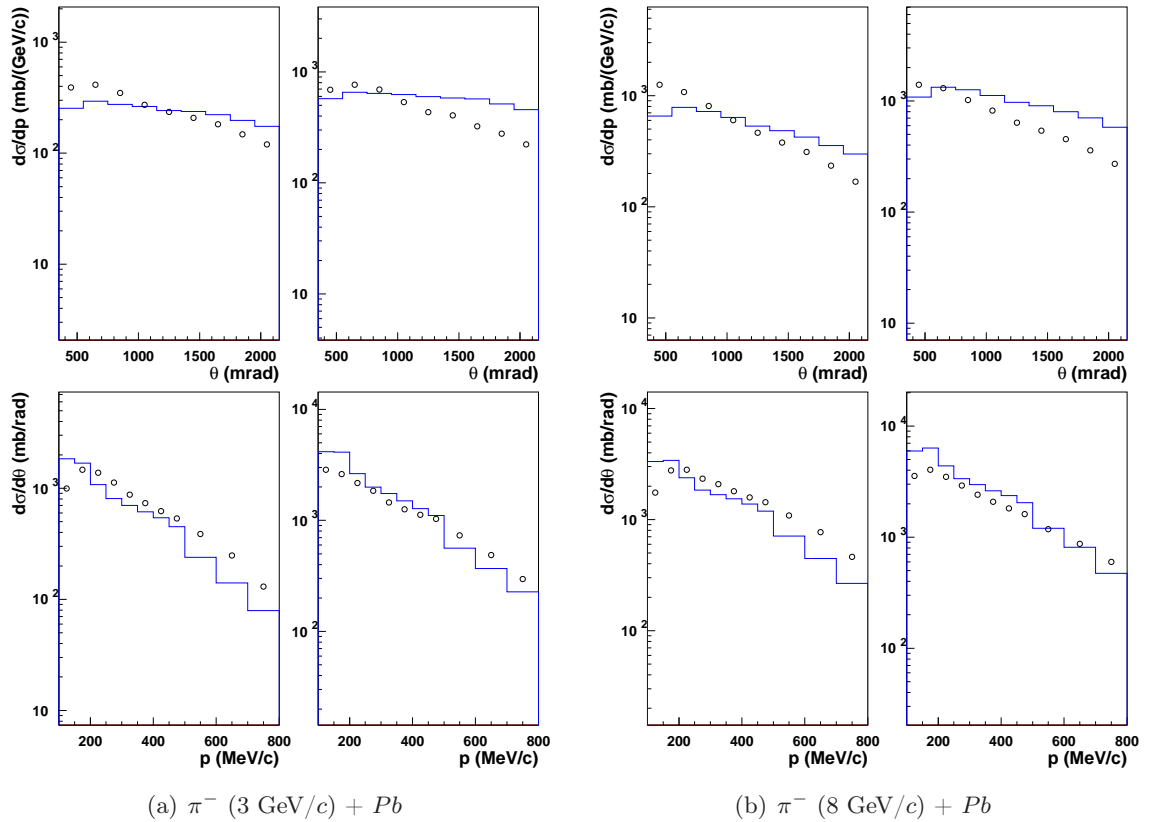 dσ/dp (mb/(GeV/c))
10³
10²
10
500 1000 1500 2000
θ (mrad)
10³
10²
10
500 1000 1500 2000
θ (mrad)
dσ/dp (mb/(GeV/c))
10³
10²
10
500 1000 1500 2000
θ (mrad)
10³
10²
10
500 1000 1500 2000
θ (mrad)
dσ/dθ (mb/rad)
10³
10²
10
200 400 600 800
p (MeV/c)
10⁴
10³
10²
200 400 600 800
p (MeV/c)
dσ/dθ (mb/rad)
10⁴
10³
10²
200 400 600 800
p (MeV/c)
10⁴
10³
10²
200 400 600 800
p (MeV/c)
(a) π⁻ (3 GeV/c) + Pb
(b) π⁻ (8 GeV/c) + Pb